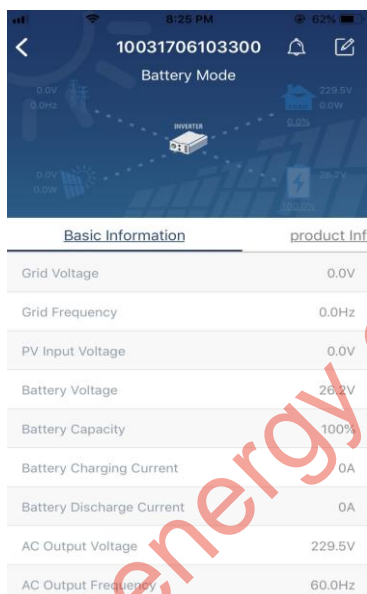 8:25 PM 62%
10031706103300
Battery Mode
0.0V 229.5V
0.0Hz LOAD 0.0W
0.0%
INVERTER
0.0V 26.2V
0.0W
100.0%
Basic Information product Inf
Grid Voltage 0.0V
Grid Frequency 0.0Hz
PV Input Voltage 0.0V
Battery Voltage 26.2V
Battery Capacity 100%
Battery Charging Current 0A
Battery Discharge Current 0A
AC Output Voltage 229.5V
AC Output Frequency 60.0Hz
energy